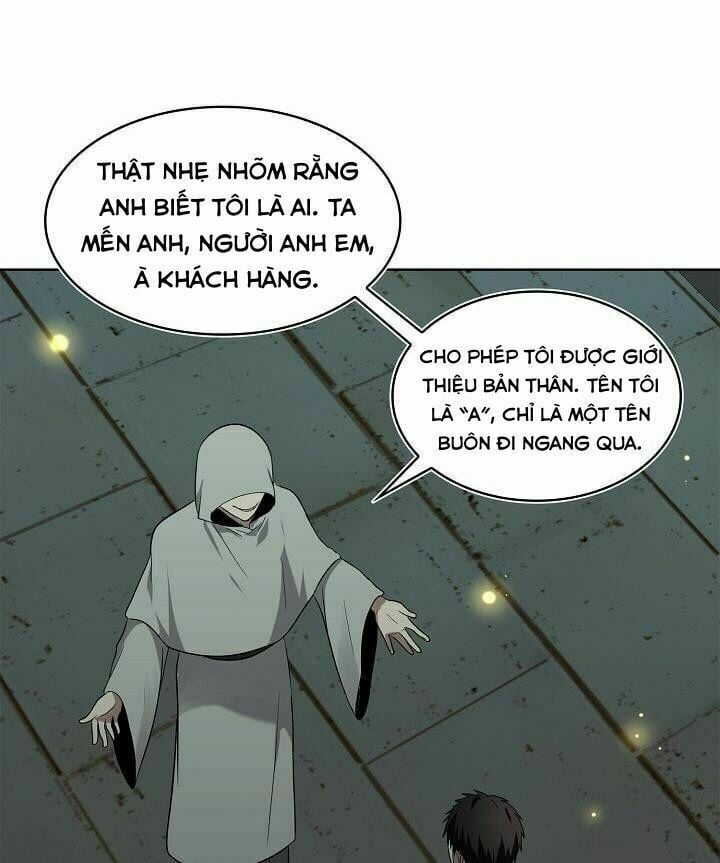 THẬT NHẸ NHÕM RẰNG
ANH BIẾT TÔI LÀ AI. TA
MẾN ANH, NGƯỜI ANH EM,
À KHÁCH HÀNG.
CHO PHÉP TÔI ĐƯỢC GIỚI
THIỆU BẢN THÂN. TÊN TÔI
LÀ "A", CHỈ LÀ MỘT TÊN
BUÔN ĐI NGANG QUA.